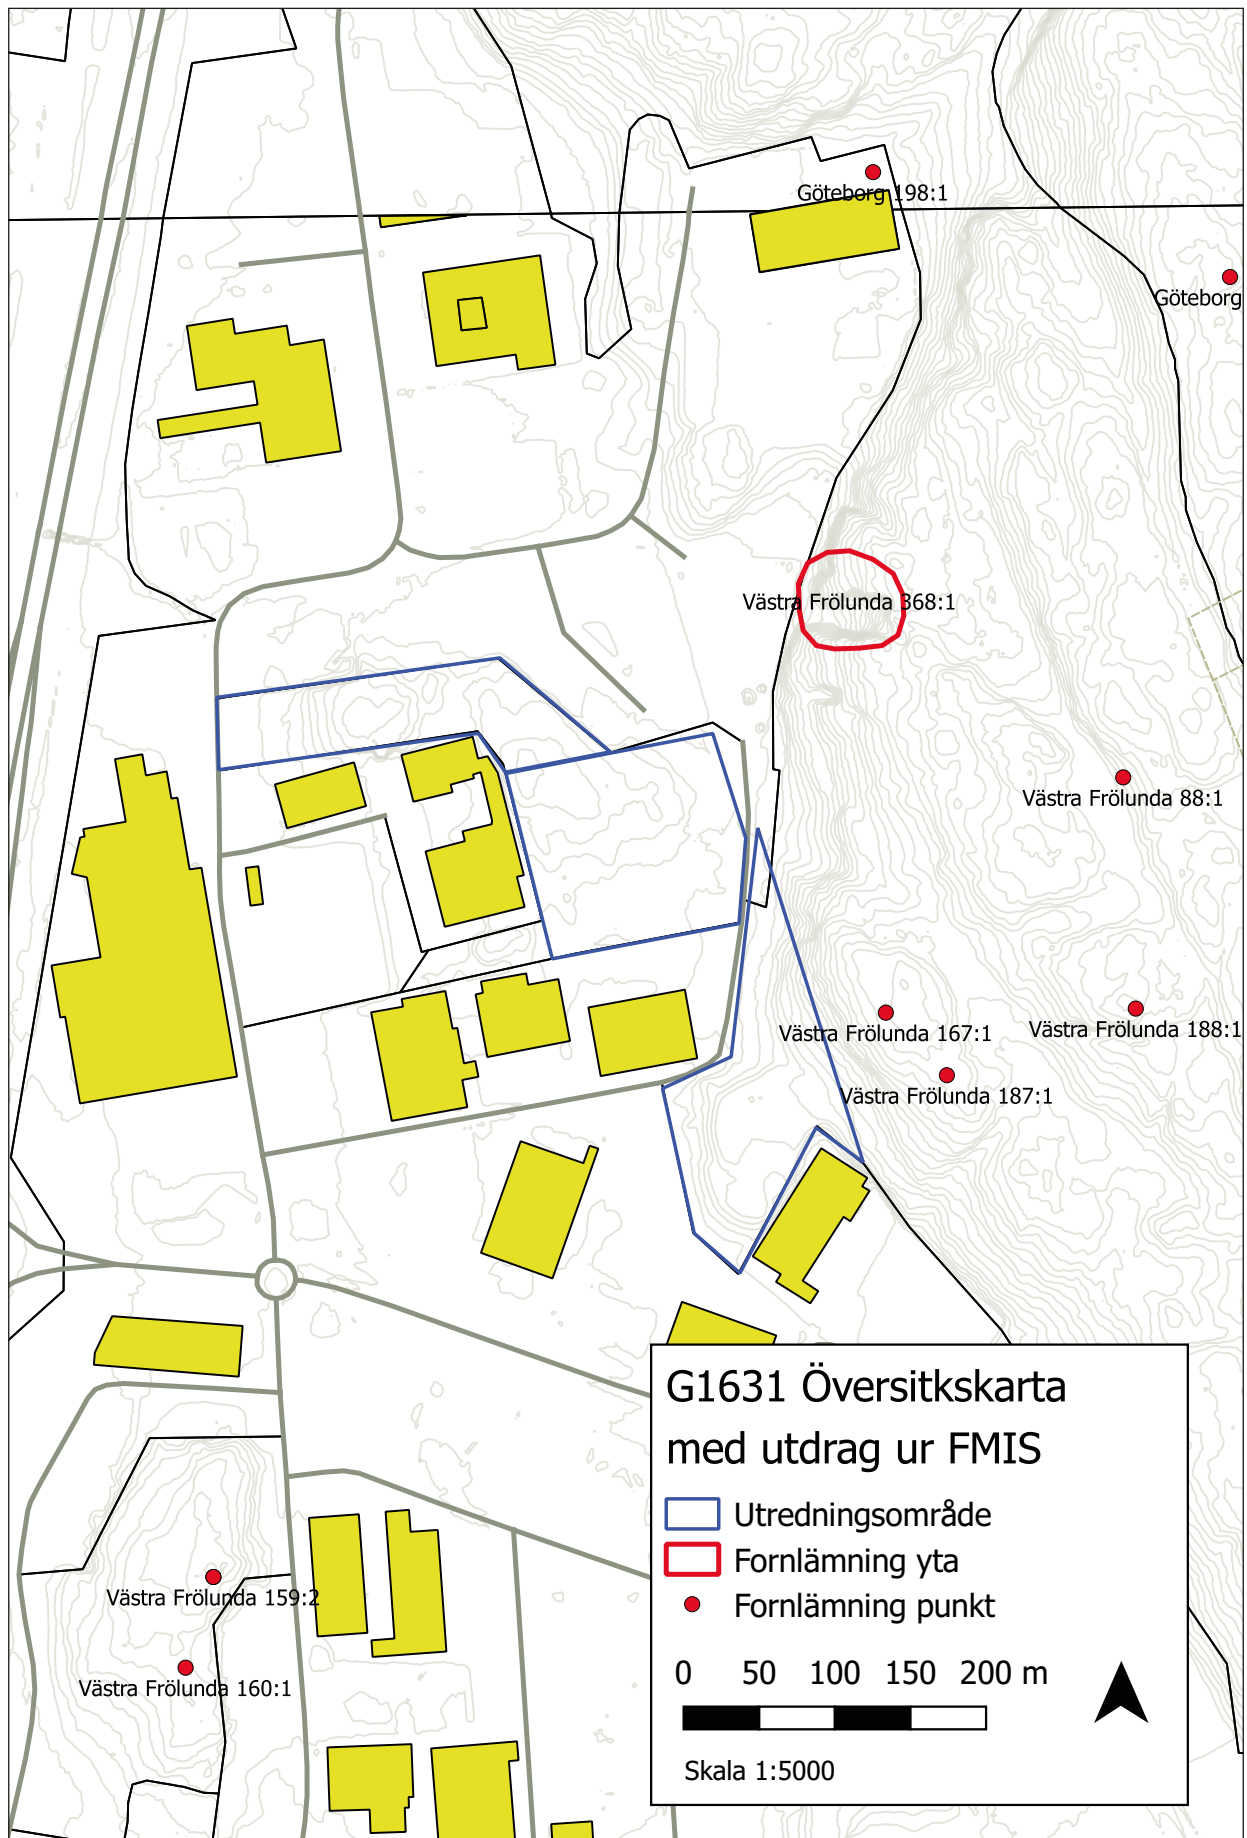 Göteborg 198:1
Göteborg
Västra Frölunda 368:1
Västra Frölunda 88:1
Västra Frölunda 167:1
Västra Frölunda 188:1
Västra Frölunda 187:1
G1631 Översitkskarta
med utdrag ur FMIS
Utredningsområde
Fornlämning yta
Fornlämning punkt
0 50 100 150 200 m
Skala 1:5000
Västra Frölunda 159:2
Västra Frölunda 160:1